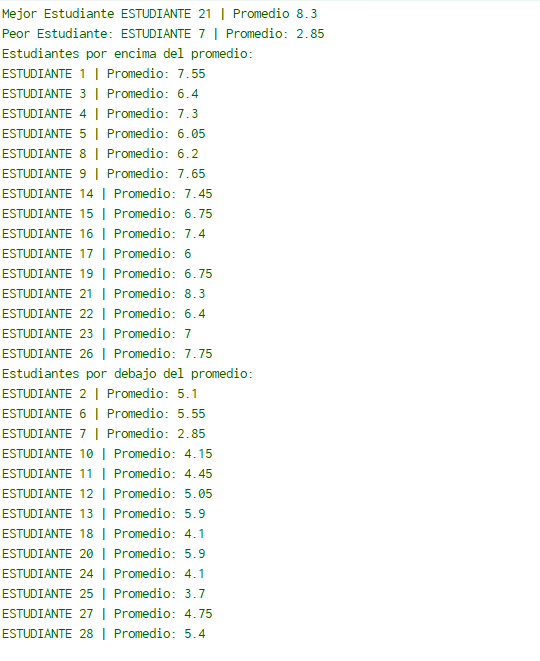 Mejor Estudiante ESTUDIANTE 21 | Promedio 8.3
Peor Estudiante: ESTUDIANTE 7 | Promedio: 2.85
Estudiantes por encima del promedio:
ESTUDIANTE 1 | Promedio: 7.55
ESTUDIANTE 3 | Promedio: 6.4
ESTUDIANTE 4 | Promedio: 7.3
ESTUDIANTE 5 | Promedio: 6.05
ESTUDIANTE 8 | Promedio: 6.2
ESTUDIANTE 9 | Promedio: 7.65
ESTUDIANTE 14 | Promedio: 7.45
ESTUDIANTE 15 | Promedio: 6.75
ESTUDIANTE 16 | Promedio: 7.4
ESTUDIANTE 17 | Promedio: 6
ESTUDIANTE 19 | Promedio: 6.75
ESTUDIANTE 21 | Promedio: 8.3
ESTUDIANTE 22 | Promedio: 6.4
ESTUDIANTE 23 | Promedio: 7
ESTUDIANTE 26 | Promedio: 7.75
Estudiantes por debajo del promedio:
ESTUDIANTE 2 | Promedio: 5.1
ESTUDIANTE 6 | Promedio: 5.55
ESTUDIANTE 7 | Promedio: 2.85
ESTUDIANTE 10 | Promedio: 4.15
ESTUDIANTE 11 | Promedio: 4.45
ESTUDIANTE 12 | Promedio: 5.05
ESTUDIANTE 13 | Promedio: 5.9
ESTUDIANTE 18 | Promedio: 4.1
ESTUDIANTE 20 | Promedio: 5.9
ESTUDIANTE 24 | Promedio: 4.1
ESTUDIANTE 25 | Promedio: 3.7
ESTUDIANTE 27 | Promedio: 4.75
ESTUDIANTE 28 | Promedio: 5.4